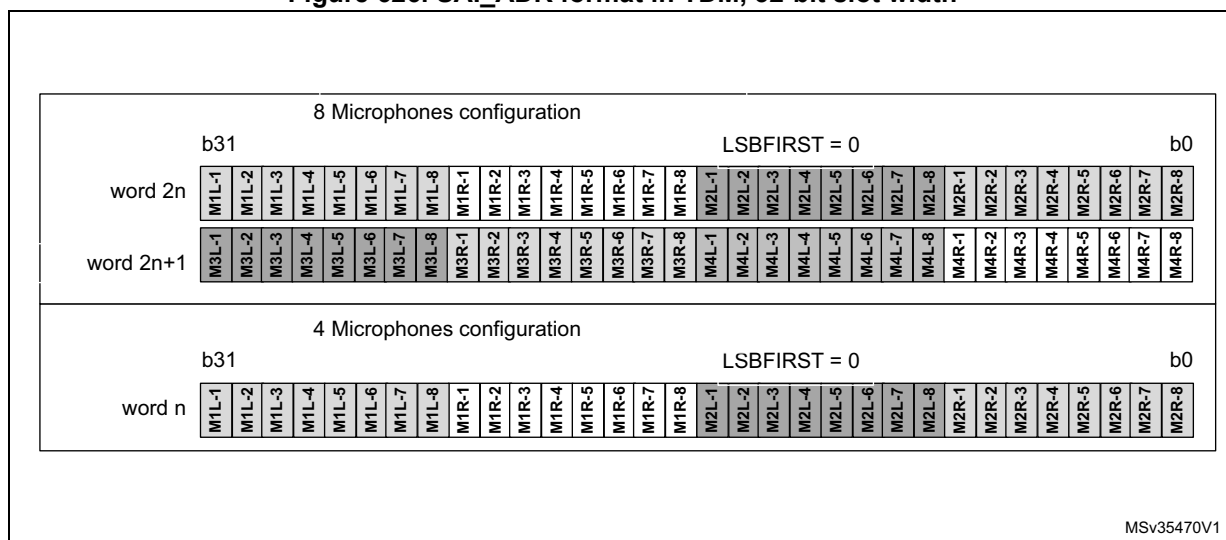 8 Microphones configuration
b31 LSBFIRST = 0 b0
word 2n M1L-1 M1L-2 M1L-3 M1L-4 M1L-5 M1L-6 M1L-7 M1L-8 M1R-1 M1R-2 M1R-3 M1R-4 M1R-5 M1R-6 M1R-7 M1R-8 M2L-1 M2L-2 M2L-3 M2L-4 M2L-5 M2L-6 M2L-7 M2L-8 M2R-1 M2R-2 M2R-3 M2R-4 M2R-5 M2R-6 M2R-7 M2R-8
word 2n+1 M3L-1 M3L-2 M3L-3 M3L-4 M3L-5 M3L-6 M3L-7 M3L-8 M3R-1 M3R-2 M3R-3 M3R-4 M3R-5 M3R-6 M3R-7 M3R-8 M4L-1 M4L-2 M4L-3 M4L-4 M4L-5 M4L-6 M4L-7 M4L-8 M4R-1 M4R-2 M4R-3 M4R-4 M4R-5 M4R-6 M4R-7 M4R-8
4 Microphones configuration
b31 LSBFIRST = 0 b0
word n M1L-1 M1L-2 M1L-3 M1L-4 M1L-5 M1L-6 M1L-7 M1L-8 M1R-1 M1R-2 M1R-3 M1R-4 M1R-5 M1R-6 M1R-7 M1R-8 M2L-1 M2L-2 M2L-3 M2L-4 M2L-5 M2L-6 M2L-7 M2L-8 M2R-1 M2R-2 M2R-3 M2R-4 M2R-5 M2R-6 M2R-7 M2R-8
MSv35470V1